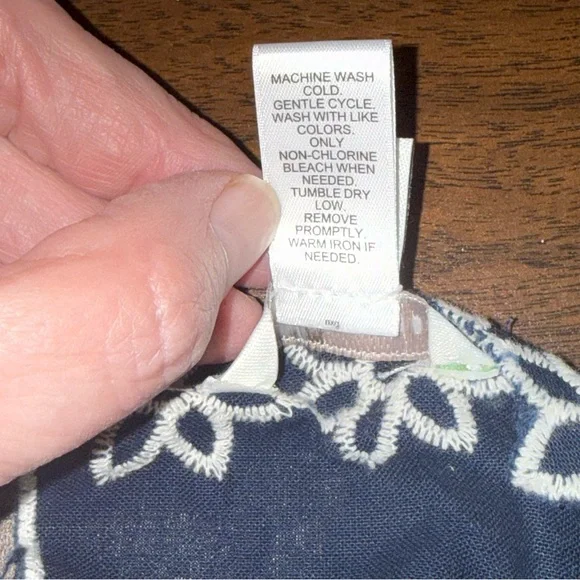 MACHINE WASH
COLD.
GENTLE CYCLE,
WASH WITH LIKE
COLORS.
ONLY
NON-CHLORINE
BLEACH WHEN
NEEDED.
TUMBLE DRY
LOW.
REMOVE
PROMPTLY.
WARM IRON IF
NEEDED.